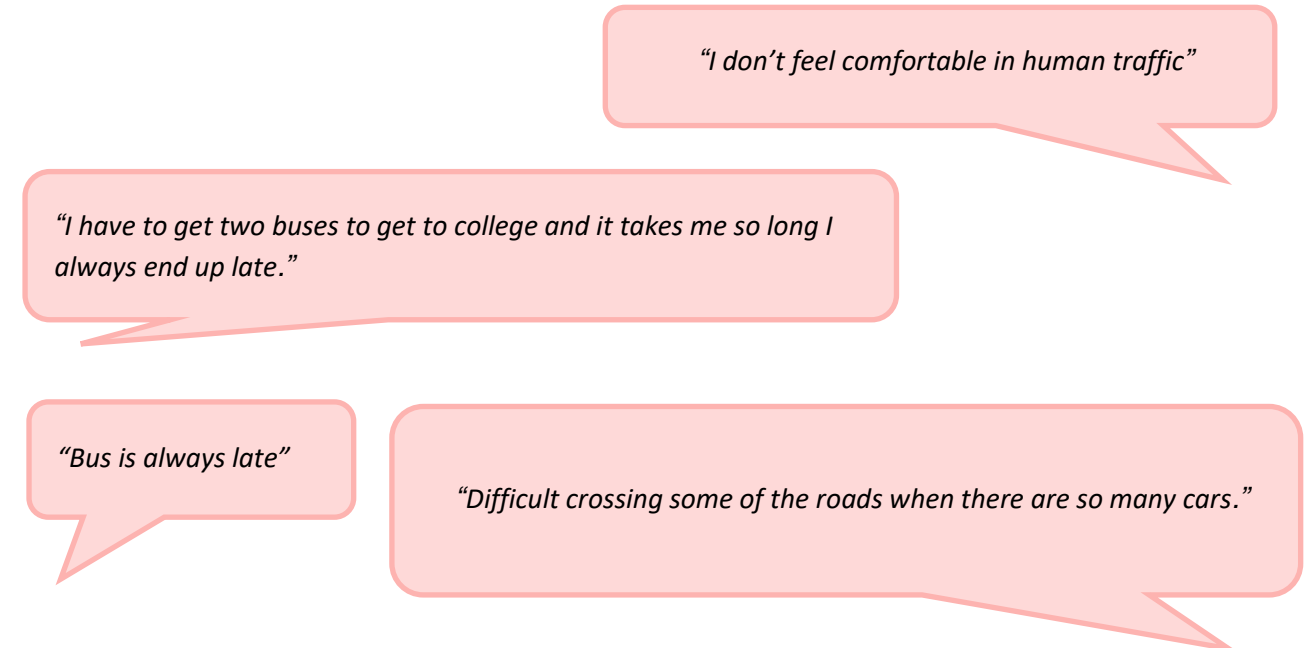 “I don’t feel comfortable in human traffic”
“I have to get two buses to get to college and it takes me so long I
always end up late.”
“Bus is always late”
“Difficult crossing some of the roads when there are so many cars.”